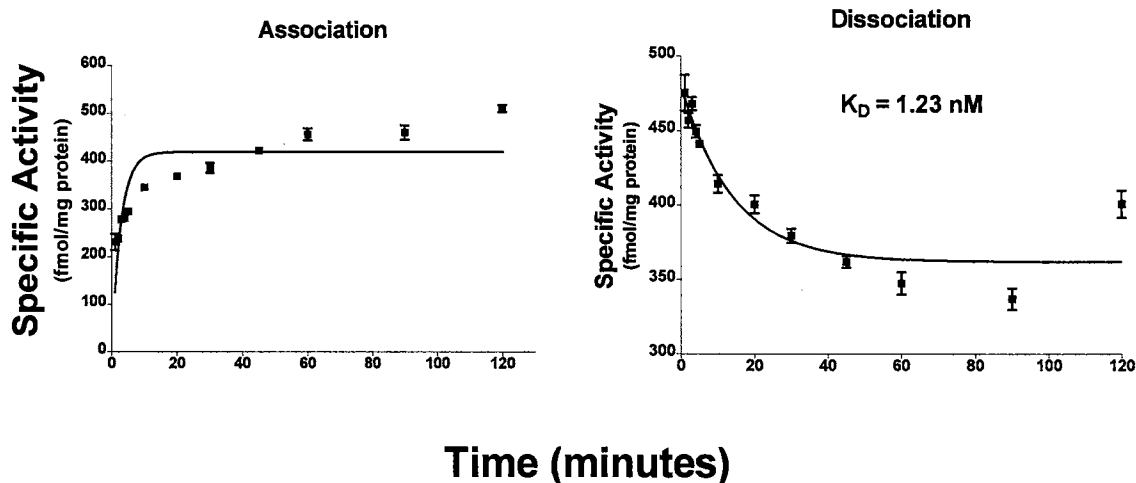 Association
Specific Activity
(fmol/mg protein)
600
500
400
300
200
100
0
0 20 40 60 80 100 120
Dissociation
K_D = 1.23 nM
Specific Activity
(fmol/mg protein)
500
450
400
350
300
0 20 40 60 80 100 120
Time (minutes)